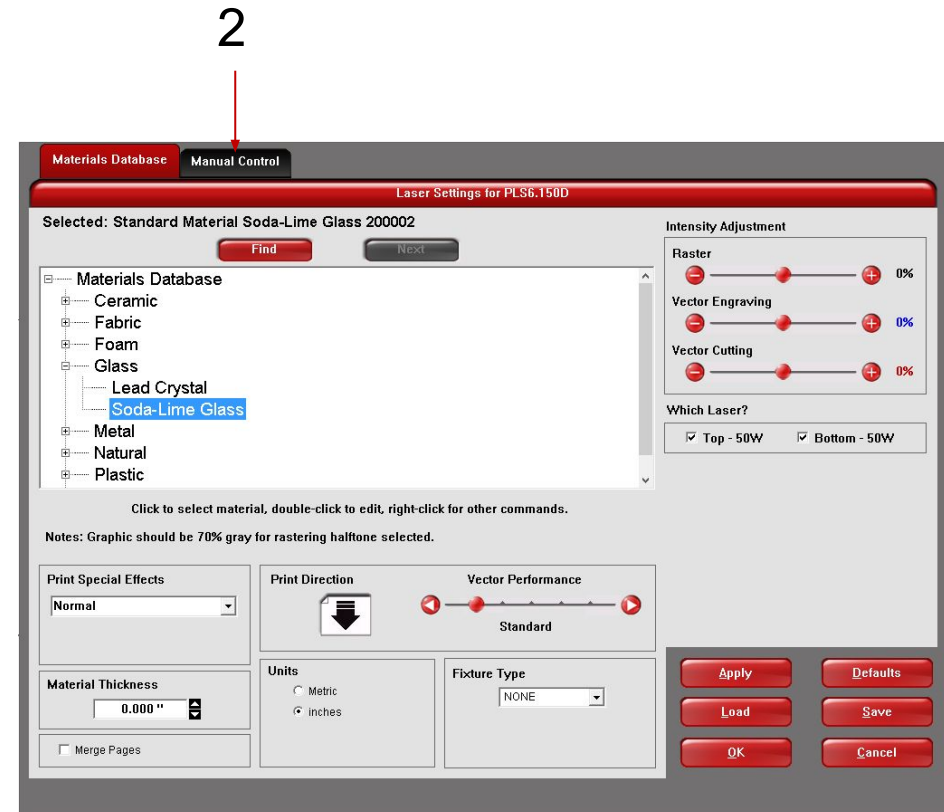 2
Materials Database
Manual Control
Laser Settings for PLS6.150D
Selected: Standard Material Soda-Lime Glass 200002
Find
Next
Materials Database
Ceramic
Fabric
Foam
Glass
Lead Crystal
Soda-Lime Glass
Metal
Natural
Plastic
Click to select material, double-click to edit, right-click for other commands.
Notes: Graphic should be 70% gray for rastering halftone selected.
Intensity Adjustment
Raster
0%
Vector Engraving
0%
Vector Cutting
0%
Which Laser?
Top - 50W
Bottom - 50W
Print Special Effects
Normal
Print Direction
Vector Performance
Standard
Material Thickness
0.000 "
Merge Pages
Units
Metric
inches
Fixture Type
NONE
Apply
Defaults
Load
Save
OK
Cancel